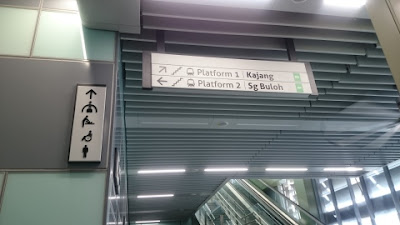 Platform 1 Kajang
Platform 2 Sg Buloh